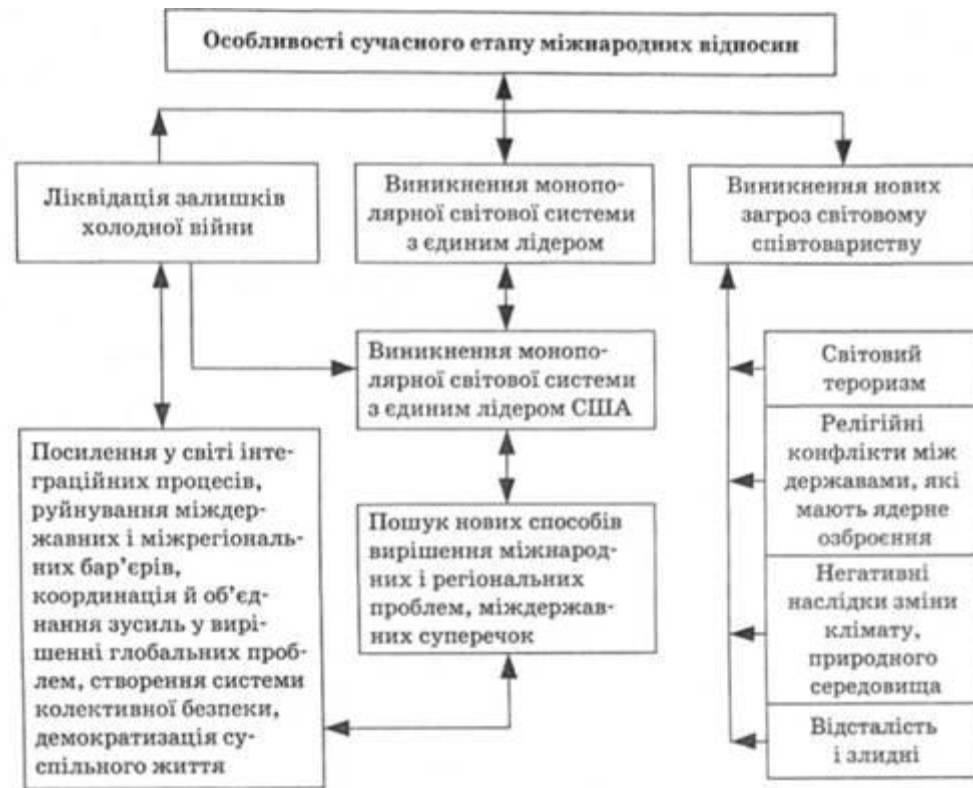 Особливості сучасного етапу міжнародних відносин
Ліквідація залишків
холодної війни
Виникнення монопо-
лярної світової системи
з єдиним лідером
Виникнення нових
загроз світовому
співтовариству
Виникнення монопо-
лярної світової системи
з єдиним лідером США
Світовий
тероризм
Релігійні
конфлікти між
державами, які
мають ядерне
озброєння
Негативні
наслідки зміни
клімату,
природного
середовища
Відсталість
і злидні
Посилення у світі інте-
граційних процесів,
руйнування міждер-
жавних і міжрегіональ-
них бар’єрів,
координація й об’єд-
нання зусиль у вирі-
шенні глобальних проб-
лем, створення системи
колективної безпеки,
демократизація су-
спільного життя
Пошук нових способів
вирішення міжнарод-
них і регіональних
проблем, міждержав-
них суперечок